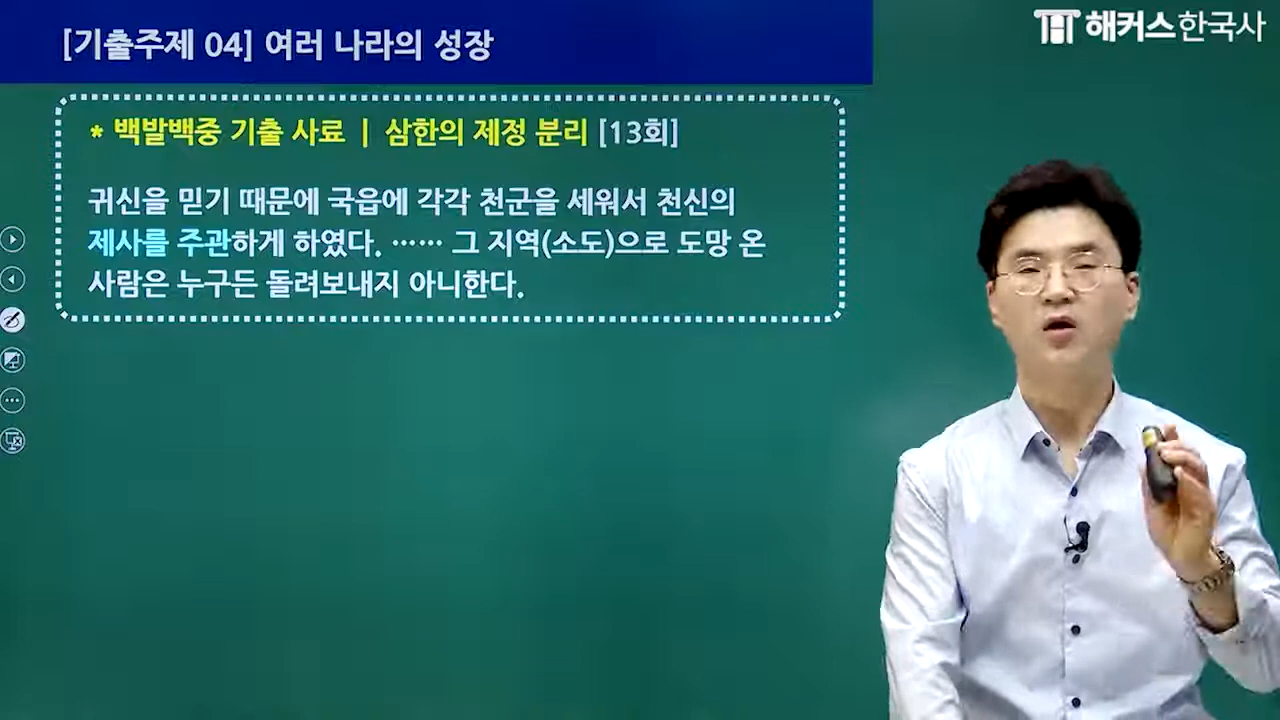 [기출주제 04] 여러 나라의 성장
해커스한국사
* 백발백중 기출 사료 | 삼한의 제정 분리 [13회]
귀신을 믿기 때문에 국읍에 각각 천군을 세워서 천신의
제사를 주관하게 하였다. …… 그 지역(소도)으로 도망 온
사람은 누구든 돌려보내지 아니한다.